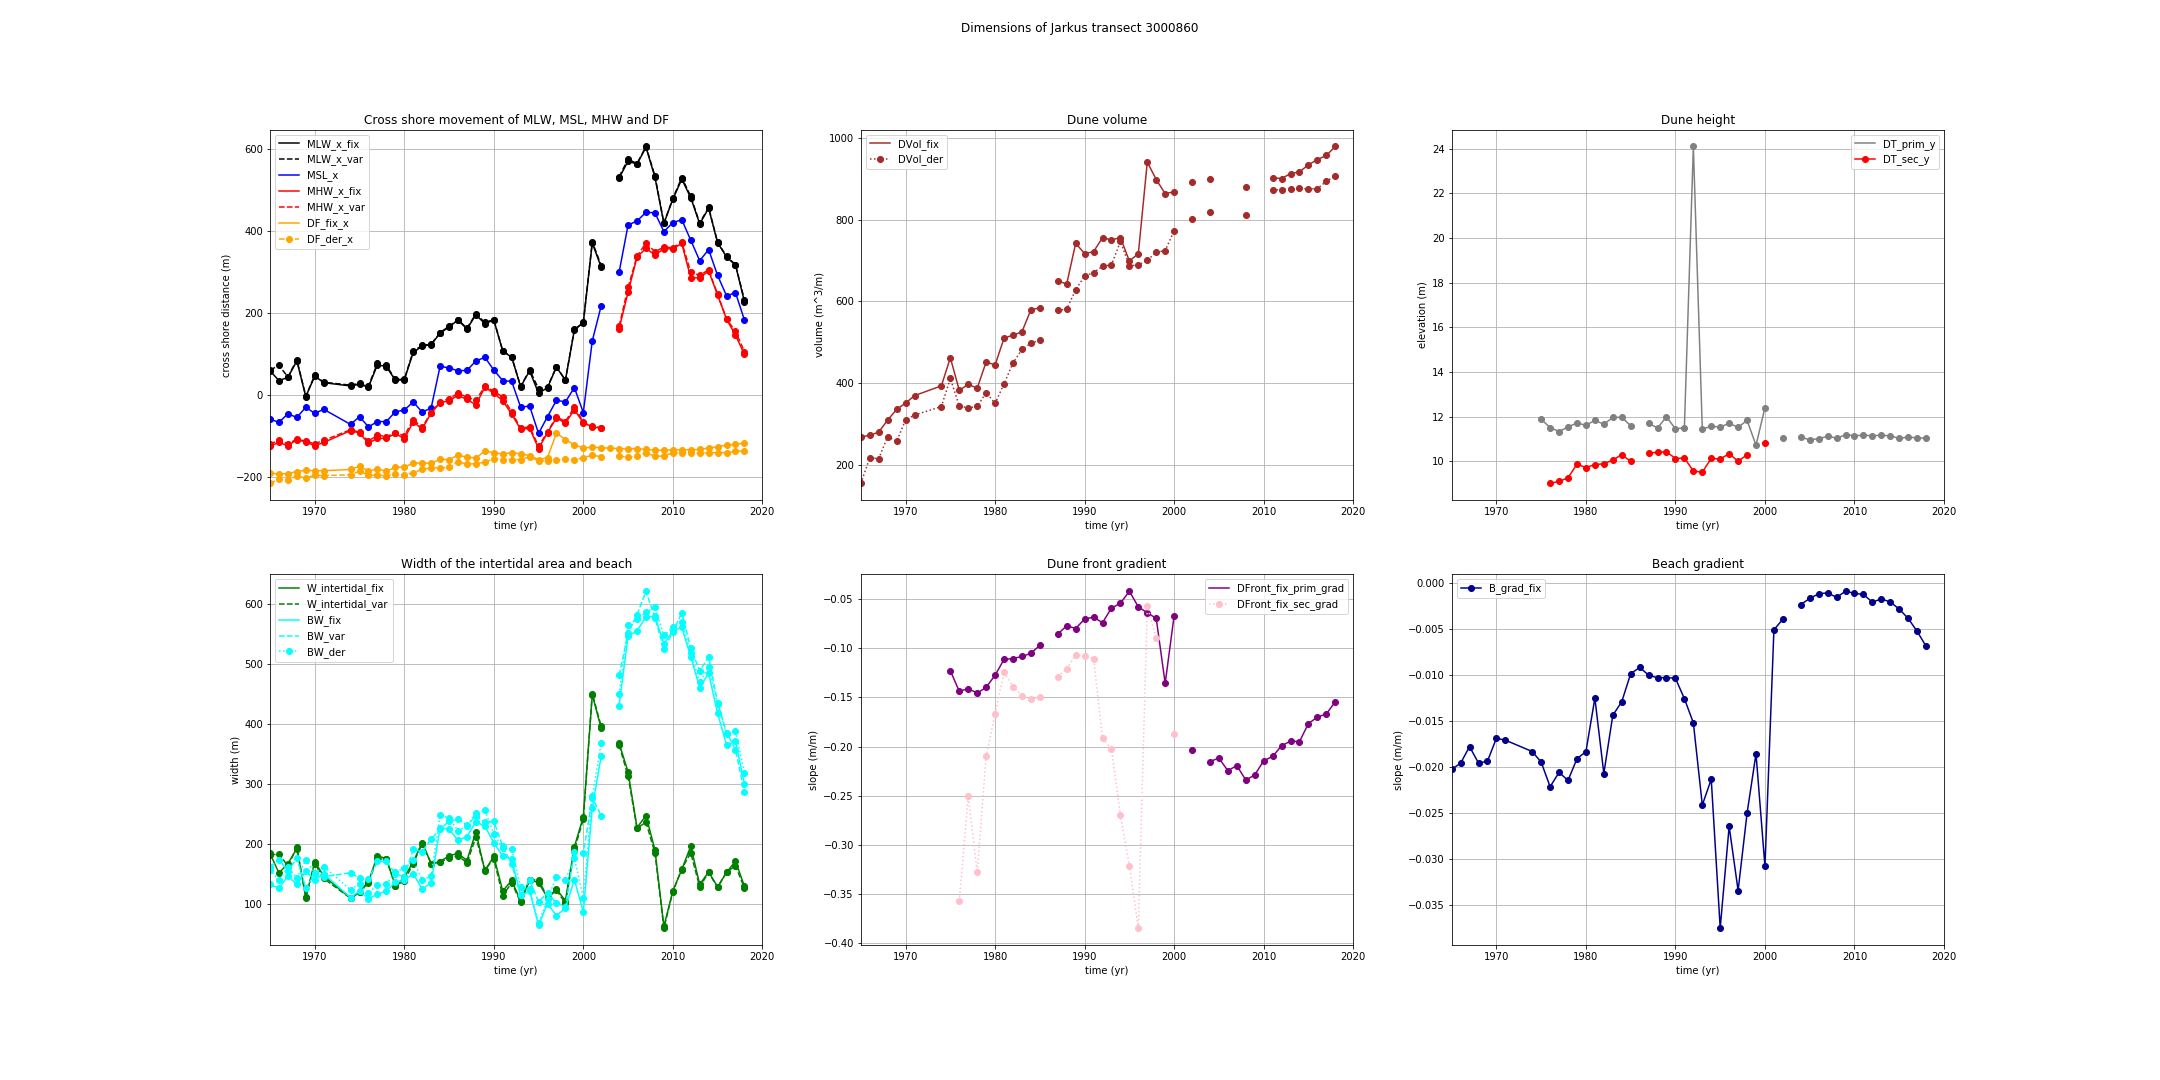 Dimensions of Jarkus transect 3000860
Cross shore movement of MLW, MSL, MHW and DF
600
400
200
0
−200
cross shore distance (m)
MLW_x_fix
MLW_x_var
MSL_x
MHW_x_fix
MHW_x_var
DF_fix_x
DF_der_x
1970 1980 1990 2000 2010 2020
time (yr)
Dune volume
1000
800
600
400
200
volume (m^3/m)
DVol_fix
DVol_der
1970 1980 1990 2000 2010 2020
time (yr)
Dune height
24
22
20
18
16
14
12
10
elevation (m)
DT_prim_y
DT_sec_y
1970 1980 1990 2000 2010 2020
time (yr)
Width of the intertidal area and beach
600
500
400
300
200
100
width (m)
W_intertidal_fix
W_intertidal_var
BW_fix
BW_var
BW_der
1970 1980 1990 2000 2010 2020
time (yr)
Dune front gradient
−0.05
−0.10
−0.15
−0.20
−0.25
−0.30
−0.35
−0.40
slope (m/m)
DFront_fix_prim_grad
DFront_fix_sec_grad
1970 1980 1990 2000 2010 2020
time (yr)
Beach gradient
0.000
−0.005
−0.010
−0.015
−0.020
−0.025
−0.030
−0.035
slope (m/m)
B_grad_fix
1970 1980 1990 2000 2010 2020
time (yr)